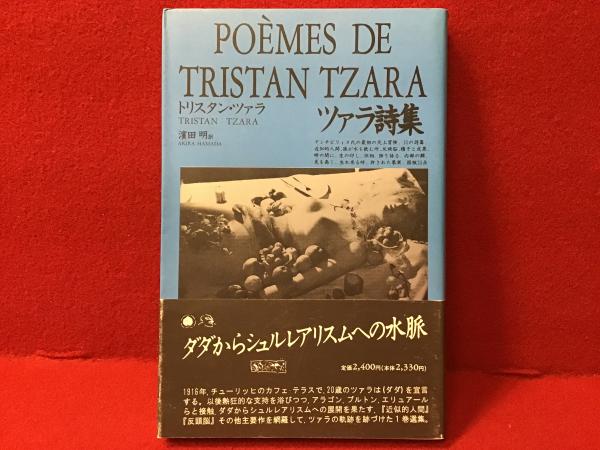 POÈMES DE
TRISTAN TZARA
トリスタン・ツァラ
TRISTAN TZARA
ツァラ詩集
濱田 明 訳
AKIRA HAMADA
ダダからシュルレアリスムへの水脈
定価2,400円(本体2,330円)
1916年、チューリッヒのカフェ・テラスで、20歳のツァラは〈ダダ〉を宣言
する。以後熱狂的な支持を浴びつつ、アラゴン、ブルトン、エリュアール
らと接触、ダダからシュルレアリスムへの展開を果たす。『近似的人間』
『反頭脳』その他主要作を網羅して、ツァラの軌跡を跡づけた1巻選集。